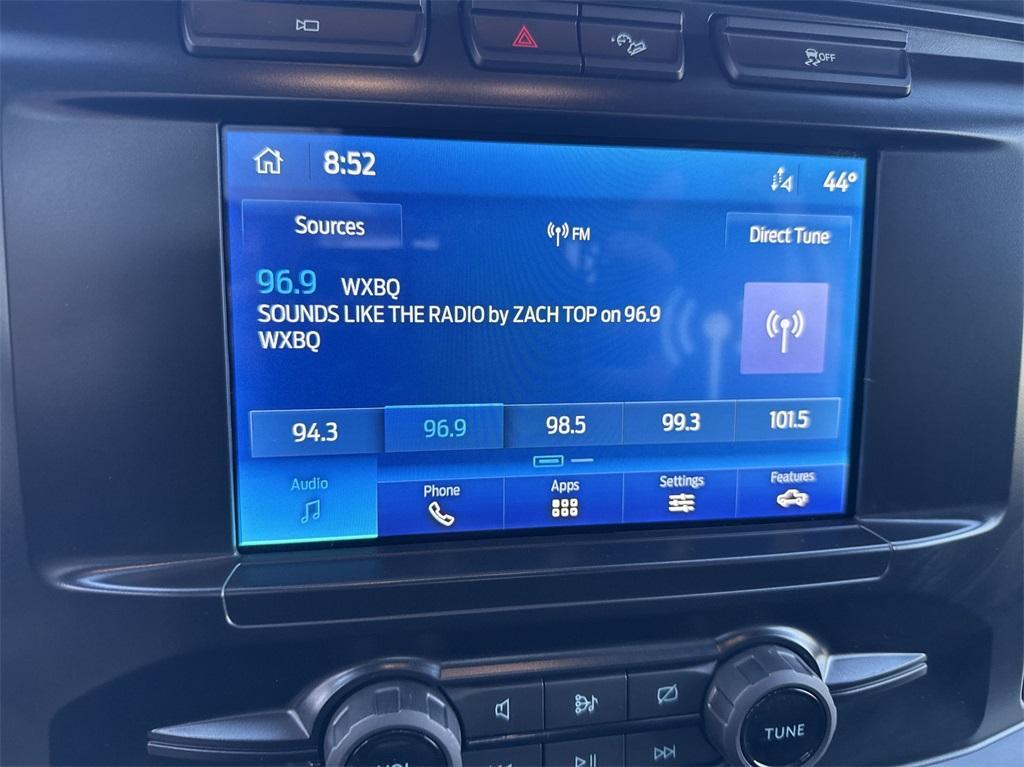 OFF
8:52
44°
Sources
FM
Direct Tune
96.9 WXBQ
SOUNDS LIKE THE RADIO by ZACH TOP on 96.9
WXBQ
94.3 96.9 98.5 99.3 101.5
Audio Phone Apps Settings Features
TUNE
VOL